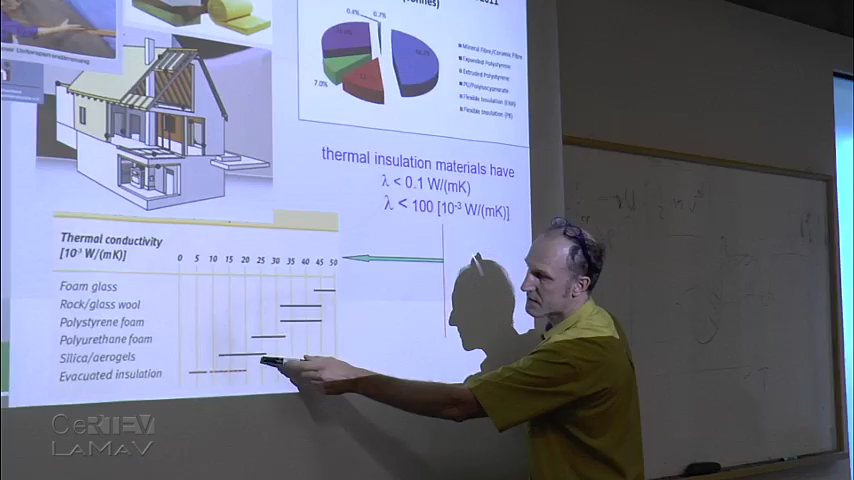 (Tonnes)
2011
0.4%
0.7%
7.0%
Mineral Fibre/Ceramic Fibre
Expanded Polystyrene
Extruded Polystyrene
PU/Polyisocyanurate
Flexible Insulation (ENR)
Flexible Insulation (PE)
thermal insulation materials have
λ < 0.1 W/(mK)
λ < 100 [10⁻³ W/(mK)]
Thermal conductivity
[10⁻³ W/(mK)]
0 5 10 15 20 25 30 35 40 45 50
Foam glass
Rock/glass wool
Polystyrene foam
Polyurethane foam
Silica/aerogels
Evacuated insulation
CeRTEV
LaMaV